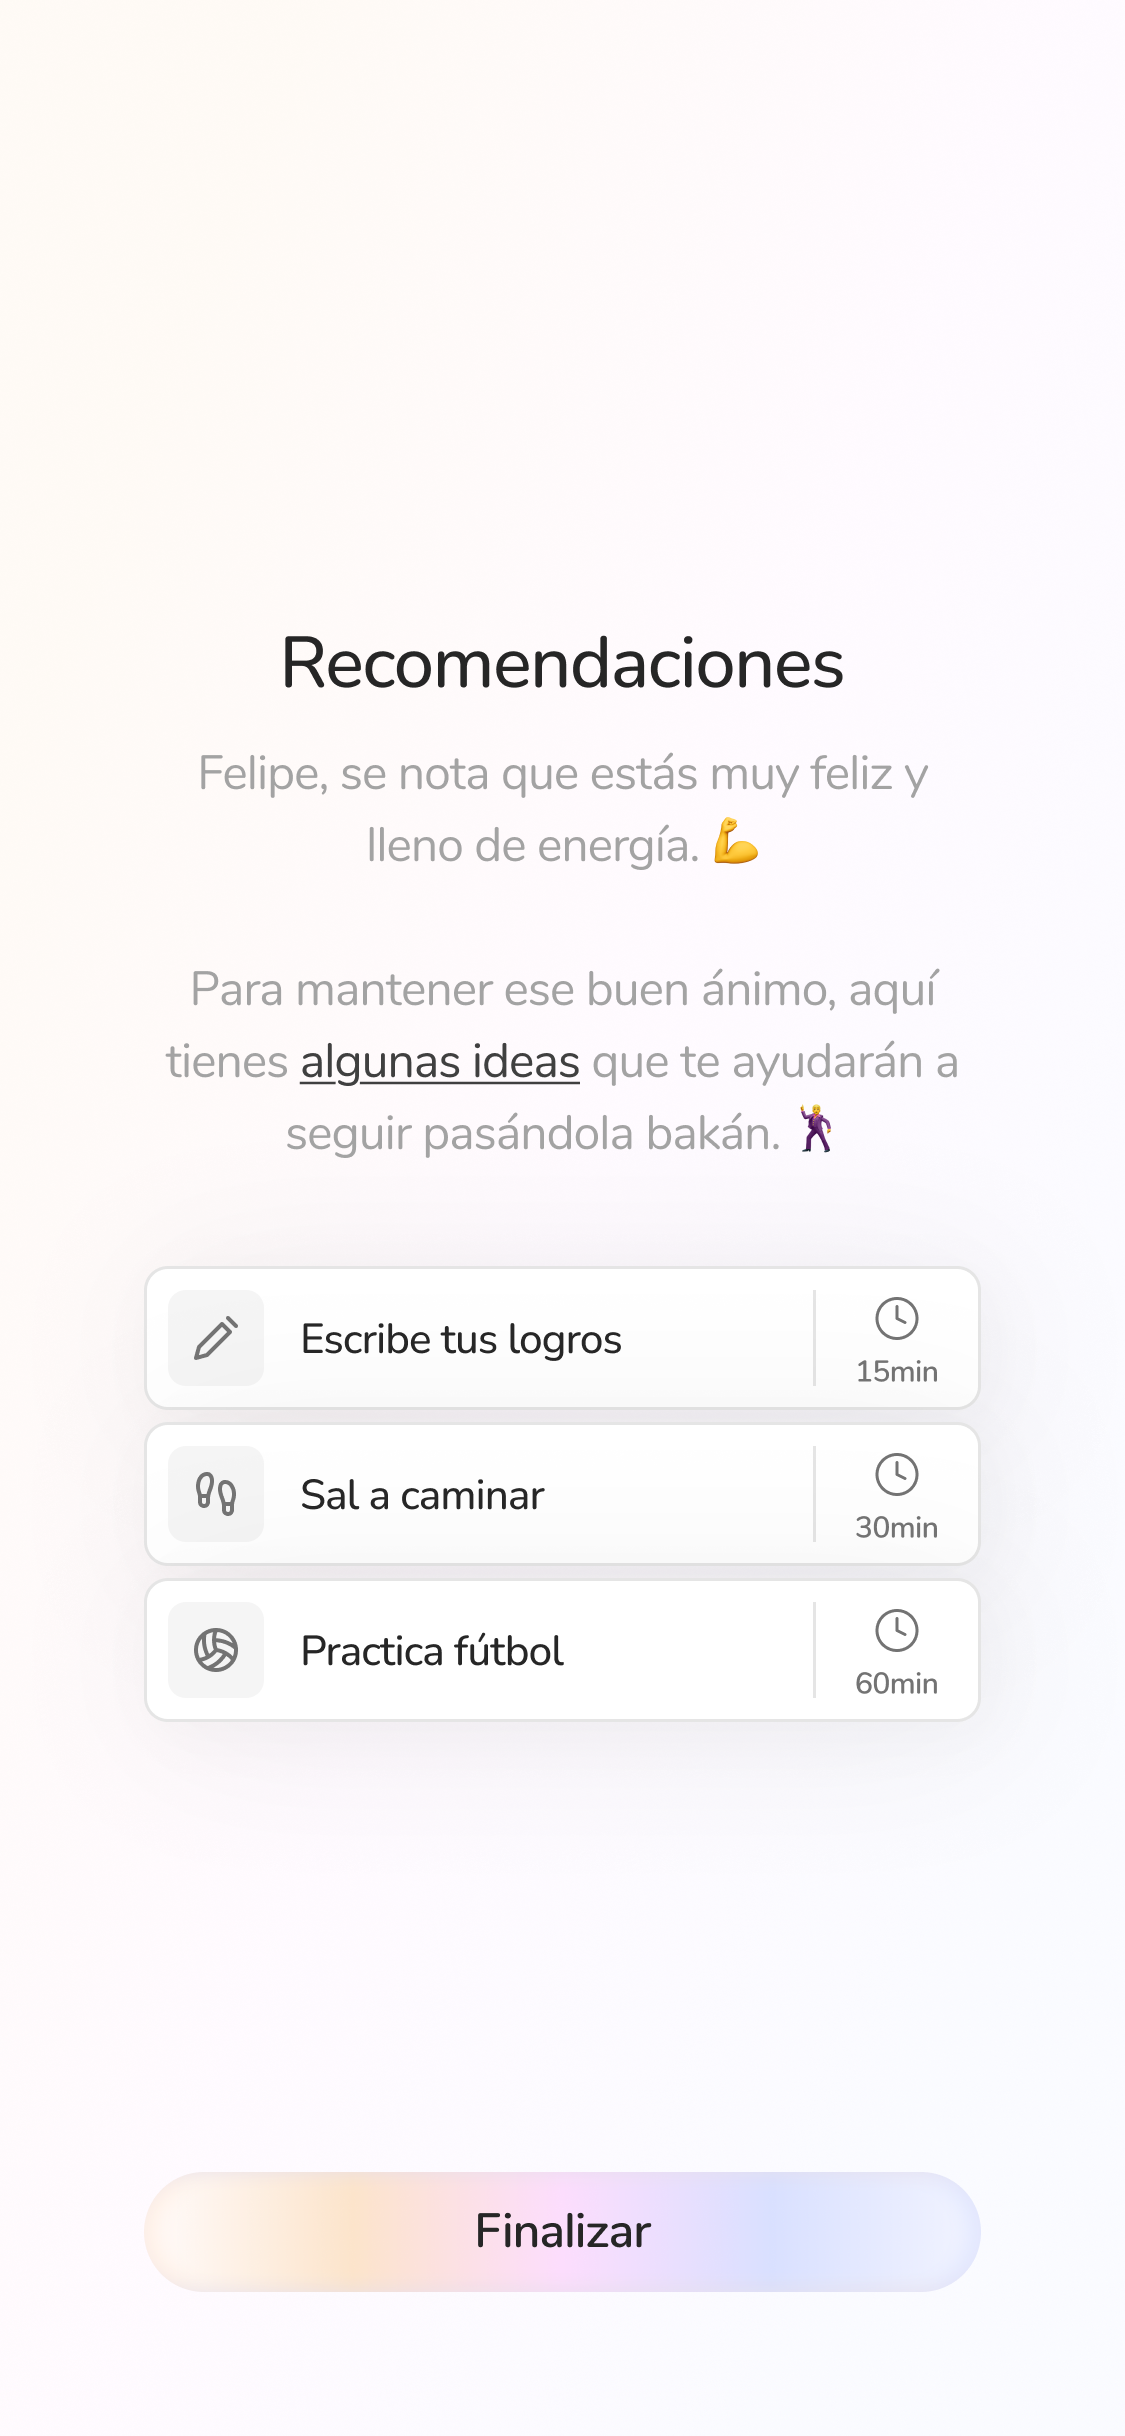 Recomendaciones
Felipe, se nota que estás muy feliz y
lleno de energía. 💪
Para mantener ese buen ánimo, aquí
tienes algunas ideas que te ayudarán a
seguir pasándola bakán. 🕺
Escribe tus logros
15min
Sal a caminar
30min
Practica fútbol
60min
Finalizar